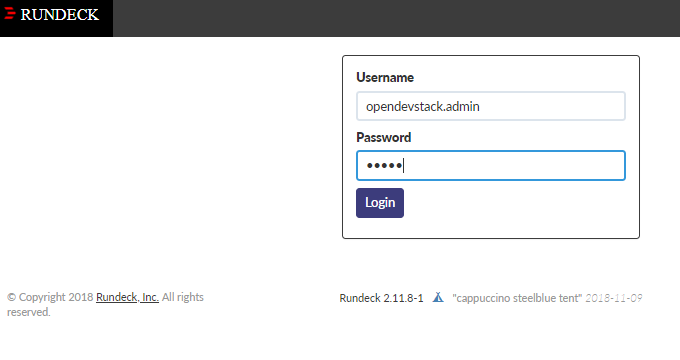 RUNDECK
Username
opendevstack.admin
Password
•••••
Login
© Copyright 2018 Rundeck, Inc. All rights
reserved.
Rundeck 2.11.8-1 "cappuccino steelblue tent" 2018-11-09